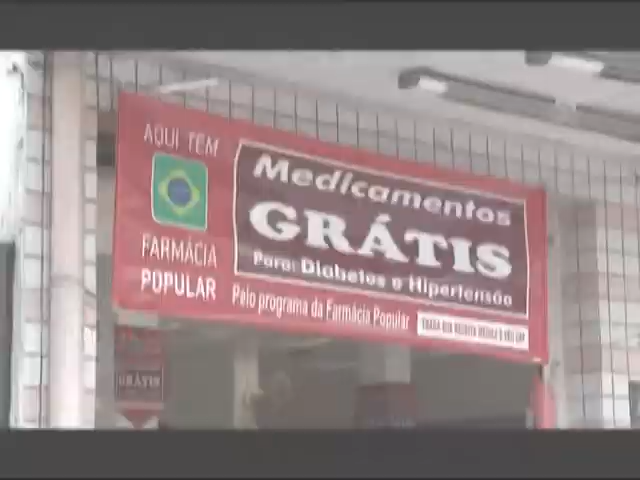 AQUI TEM
FARMÁCIA
POPULAR
Medicamentos
GRÁTIS
Para: Diabetes e Hipertensão
Pelo programa da Farmácia Popular
GRÁTIS